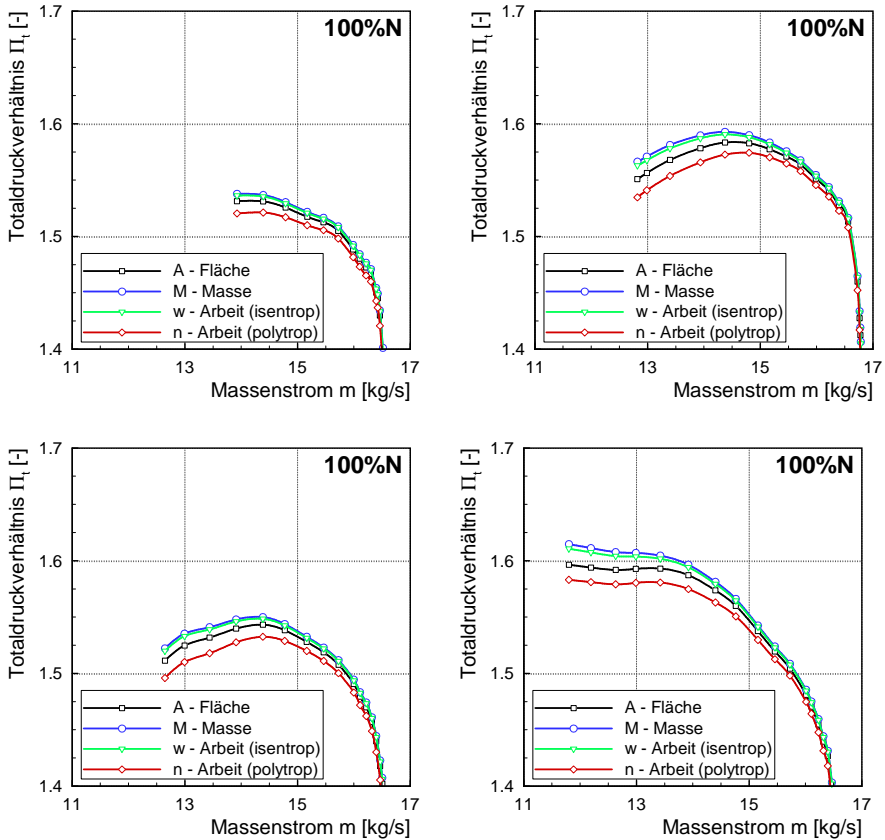 1.7
100%N
Totaldruckverhältnis Π_t [-]
1.6
1.5
A - Fläche
M - Masse
w - Arbeit (isentrop)
n - Arbeit (polytrop)
1.4
11 13 15 17
Massenstrom m [kg/s]
1.7
100%N
Totaldruckverhältnis Π_t [-]
1.6
1.5
A - Fläche
M - Masse
w - Arbeit (isentrop)
n - Arbeit (polytrop)
1.4
11 13 15 17
Massenstrom m [kg/s]
1.7
100%N
Totaldruckverhältnis Π_t [-]
1.6
1.5
A - Fläche
M - Masse
w - Arbeit (isentrop)
n - Arbeit (polytrop)
1.4
11 13 15 17
Massenstrom m [kg/s]
1.7
100%N
Totaldruckverhältnis Π_t [-]
1.6
1.5
A - Fläche
M - Masse
w - Arbeit (isentrop)
n - Arbeit (polytrop)
1.4
11 13 15 17
Massenstrom m [kg/s]